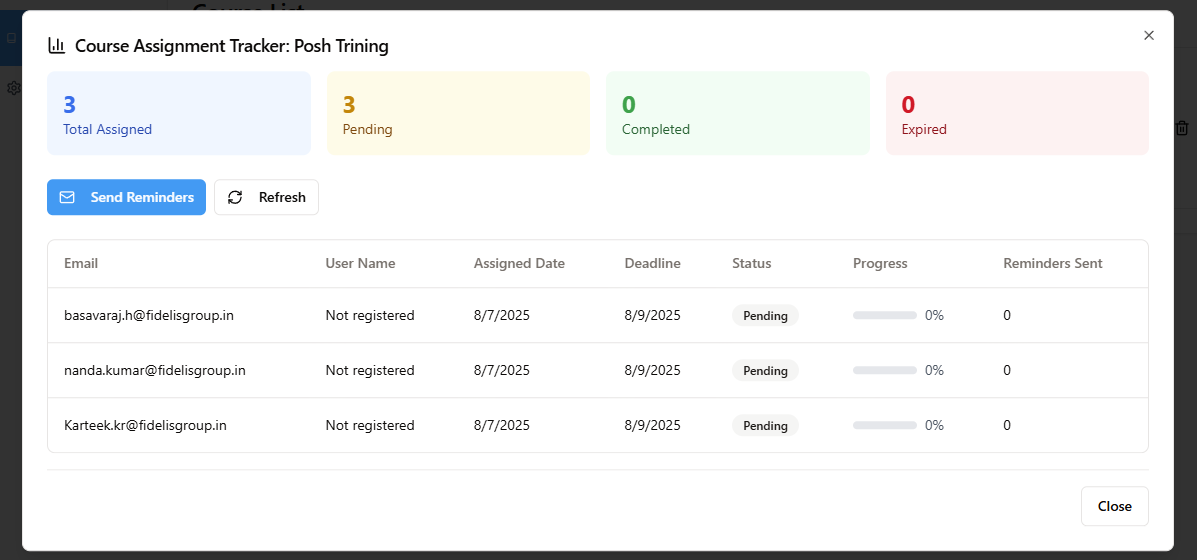 Course List
Course Assignment Tracker: Posh Trining
3
Total Assigned
3
Pending
0
Completed
0
Expired
Send Reminders
Refresh
Email User Name Assigned Date Deadline Status Progress Reminders Sent
basavaraj.h@fidelisgroup.in Not registered 8/7/2025 8/9/2025 Pending 0% 0
nanda.kumar@fidelisgroup.in Not registered 8/7/2025 8/9/2025 Pending 0% 0
Karteek.kr@fidelisgroup.in Not registered 8/7/2025 8/9/2025 Pending 0% 0
Close